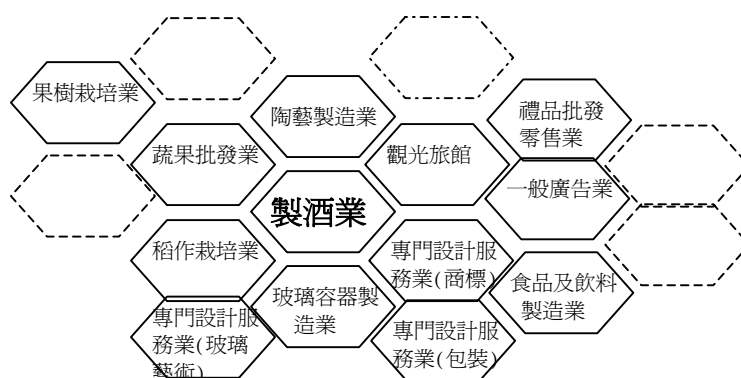 果樹栽培業
陶藝製造業
禮品批發
零售業
蔬果批發業
觀光旅館
一般廣告業
製酒業
稻作栽培業
專門設計服
務業(商標)
食品及飲料
製造業
玻璃容器製
造業
專門設計服
務業(玻璃
藝術)
專門設計服
務業(包裝)